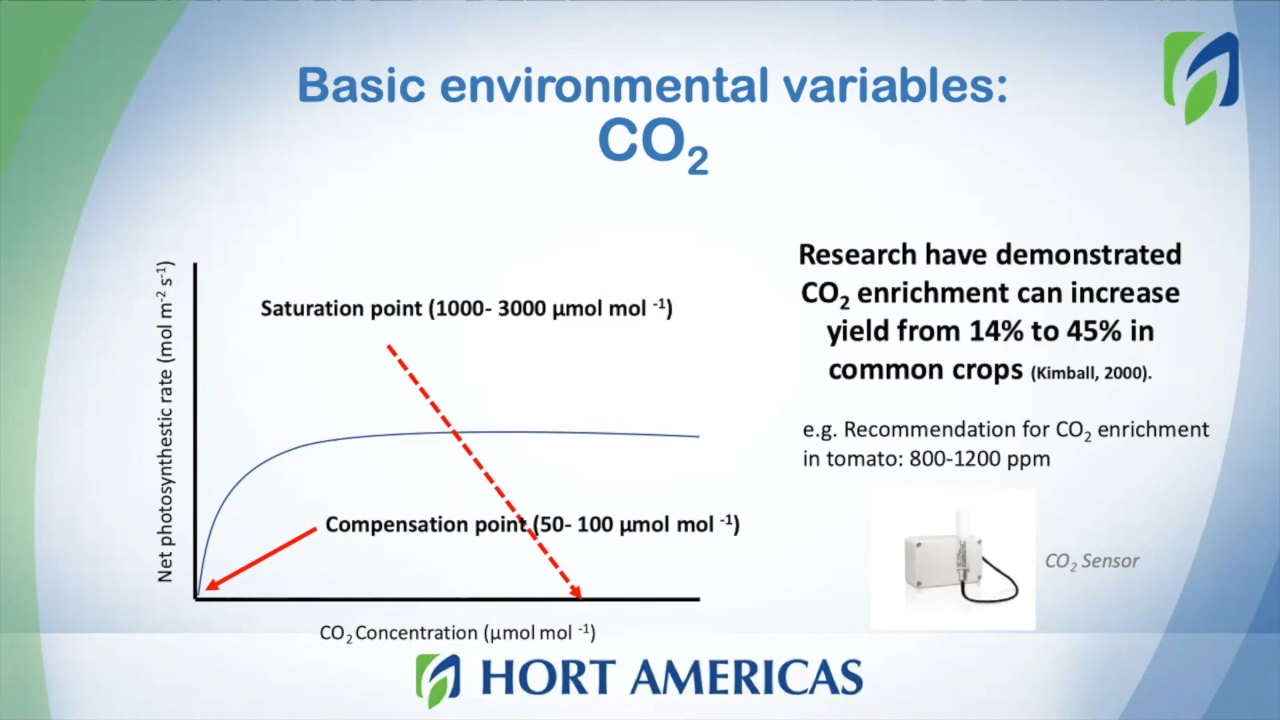 Basic environmental variables:
CO₂
Net photosynthestic rate (mol m⁻² s⁻¹)
Saturation point (1000- 3000 µmol mol ⁻¹)
Compensation point (50- 100 µmol mol ⁻¹)
CO₂ Concentration (µmol mol ⁻¹)
Research have demonstrated
CO₂ enrichment can increase
yield from 14% to 45% in
common crops (Kimball, 2000).
e.g. Recommendation for CO₂ enrichment
in tomato: 800-1200 ppm
CO₂ Sensor
HORT AMERICAS